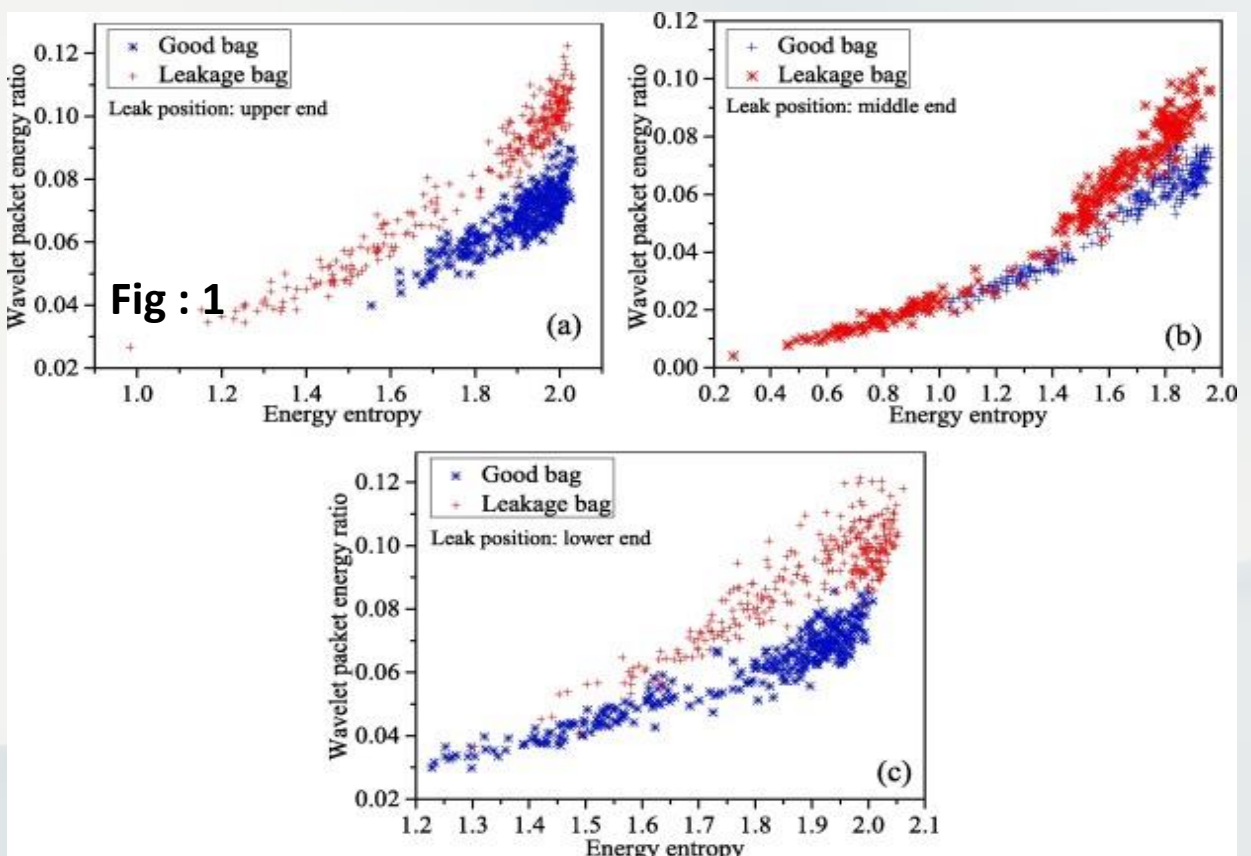 Wavelet packet energy ratio
0.12
0.10
0.08
0.06
0.04
0.02
Good bag
Leakage bag
Leak position: upper end
Fig : 1
(a)
1.0 1.2 1.4 1.6 1.8 2.0
Energy entropy
Wavelet packet energy ratio
0.12
0.10
0.08
0.06
0.04
0.02
0.00
Good bag
Leakage bag
Leak position: middle end
(b)
0.2 0.4 0.6 0.8 1.0 1.2 1.4 1.6 1.8 2.0
Energy entropy
Wavelet packet energy ratio
0.12
0.10
0.08
0.06
0.04
0.02
Good bag
Leakage bag
Leak position: lower end
(c)
1.2 1.3 1.4 1.5 1.6 1.7 1.8 1.9 2.0 2.1
Energy entropy